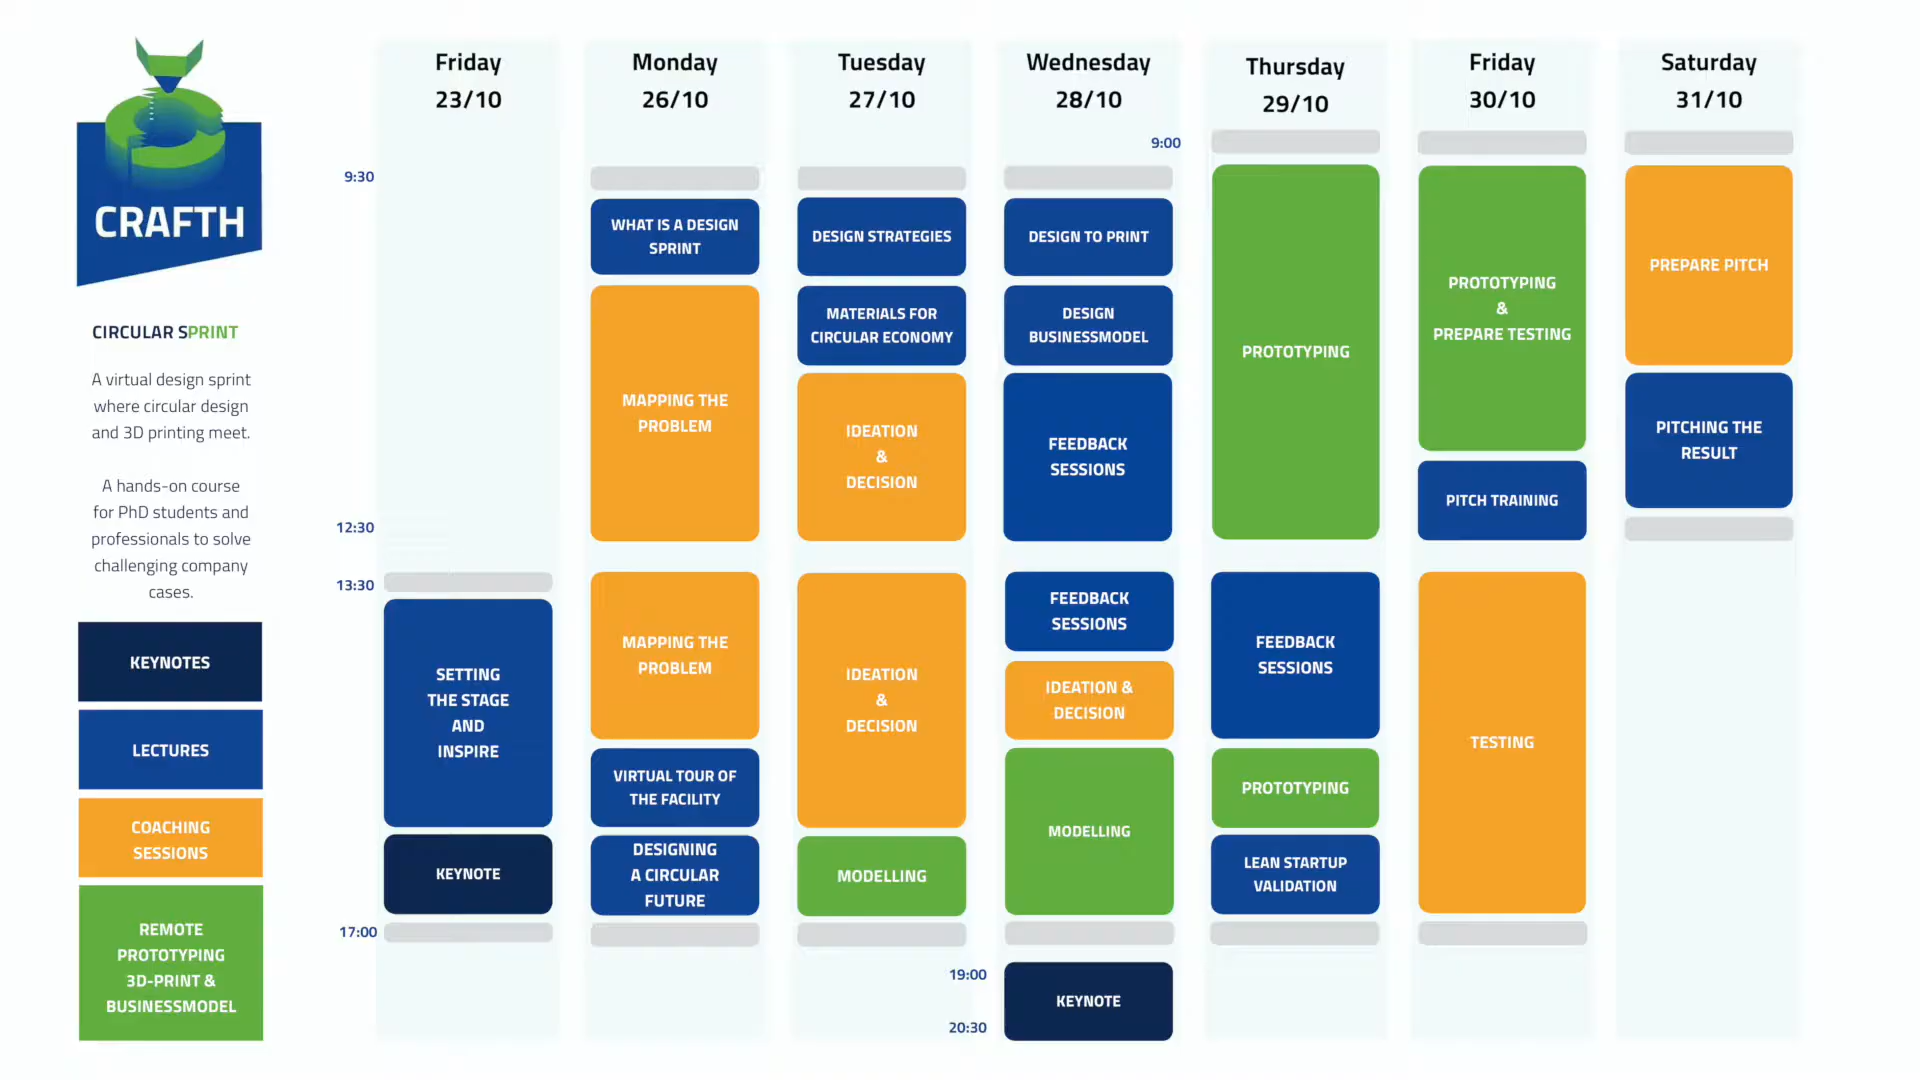 CRAFTH
CIRCULAR SPRINT
A virtual design sprint
where circular design
and 3D printing meet.
A hands-on course
for PhD students and
professionals to solve
challenging company
cases.
KEYNOTES
LECTURES
COACHING
SESSIONS
REMOTE
PROTOTYPING
3D-PRINT &
BUSINESSMODEL
9:30
12:30
13:30
17:00
Friday
23/10
SETTING
THE STAGE
AND
INSPIRE
KEYNOTE
Monday
26/10
WHAT IS A DESIGN
SPRINT
MAPPING THE
PROBLEM
MAPPING THE
PROBLEM
VIRTUAL TOUR OF
THE FACILITY
DESIGNING
A CIRCULAR
FUTURE
Tuesday
27/10
DESIGN STRATEGIES
MATERIALS FOR
CIRCULAR ECONOMY
IDEATION
&
DECISION
IDEATION
&
DECISION
MODELLING
Wednesday
28/10
DESIGN TO PRINT
DESIGN
BUSINESSMODEL
FEEDBACK
SESSIONS
FEEDBACK
SESSIONS
IDEATION &
DECISION
MODELLING
19:00
KEYNOTE
20:30
Thursday
29/10
9:00
PROTOTYPING
FEEDBACK
SESSIONS
PROTOTYPING
LEAN STARTUP
VALIDATION
Friday
30/10
PROTOTYPING
&
PREPARE TESTING
PITCH TRAINING
TESTING
Saturday
31/10
PREPARE PITCH
PITCHING THE
RESULT